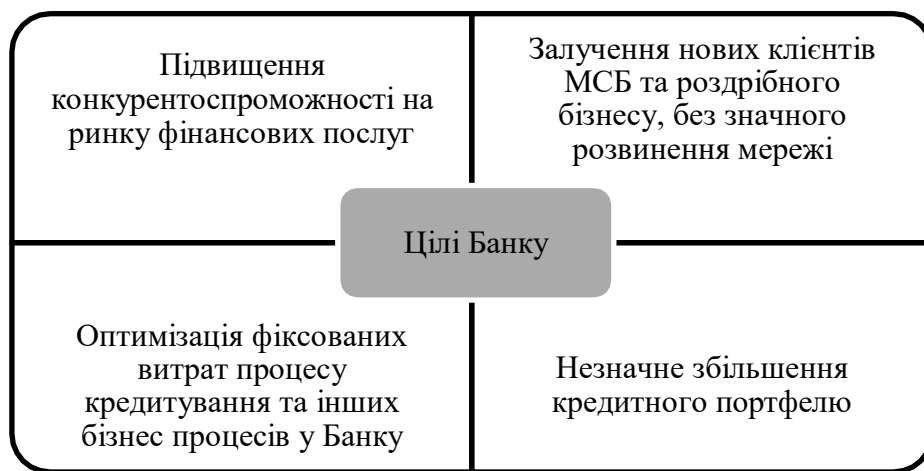 Підвищення
конкурентоспроможності на
ринку фінансових послуг
Залучення нових клієнтів
МСБ та роздрібного
бізнесу, без значного
розвинення мережі
Цілі Банку
Оптимізація фіксованих
витрат процесу
кредитування та інших
бізнес процесів у Банку
Незначне збільшення
кредитного портфелю